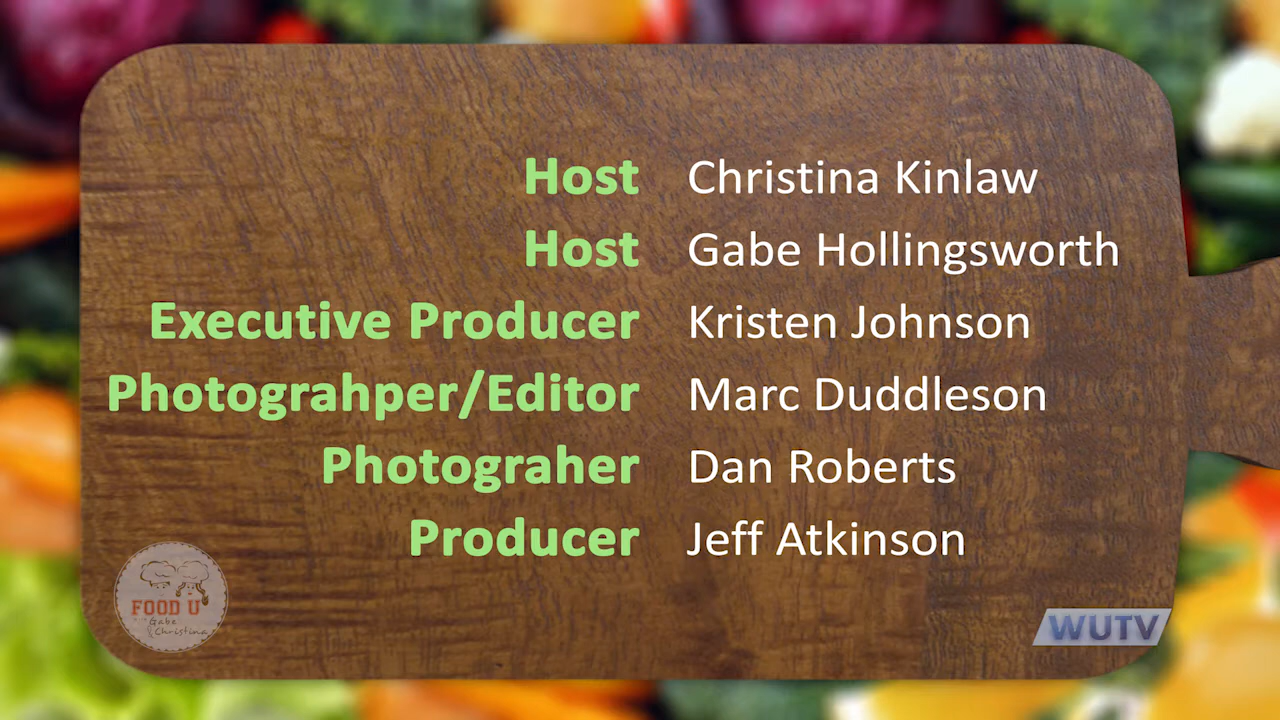 Host Christina Kinlaw
Host Gabe Hollingsworth
Executive Producer Kristen Johnson
Photograhper/Editor Marc Duddleson
Photograher Dan Roberts
Producer Jeff Atkinson
FOOD U
WITH Gabe
& Christina
WUTV